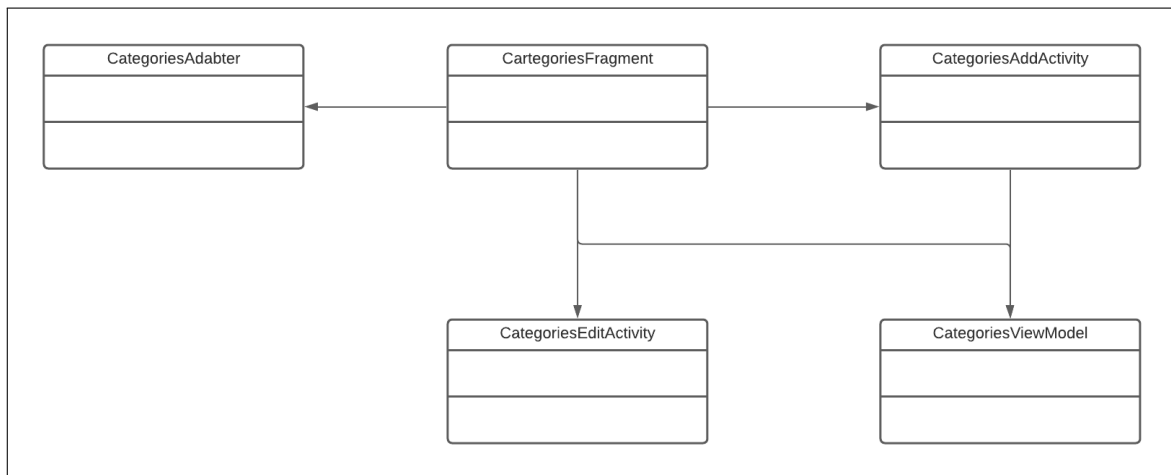 CategoriesAdabter
CartegoriesFragment
CategoriesAddActivity
CategoriesEditActivity
CategoriesViewModel